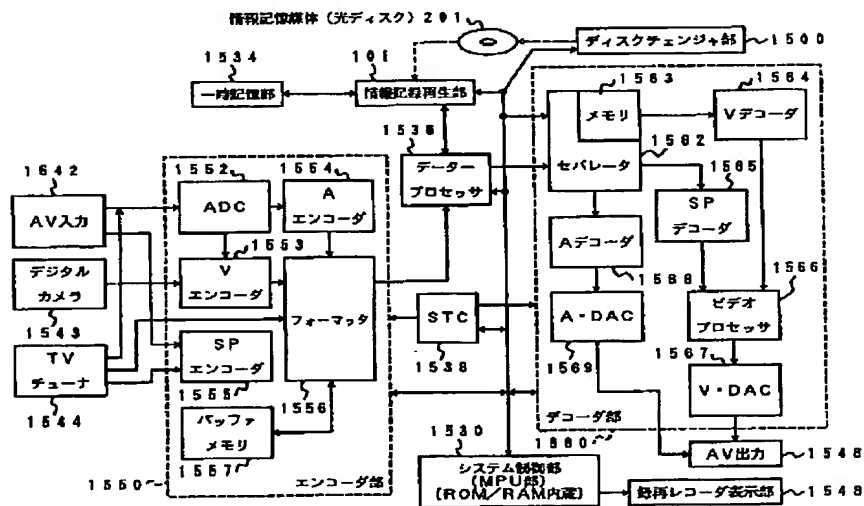 情報記憶媒体（光ディスク）201
ディスクチェンジャ部
1500
1534
一時記憶部
101
情報記録再生部
1536
データー
プロセッサ
1563
メモリ
1562
セパレータ
1564
Vデコーダ
1565
SP
デコーダ
Aデコーダ
1568
A・DAC
1569
1566
ビデオ
プロセッサ
1567
V・DAC
デコーダ部
1560
1642
AV入力
デジタル
カメラ
1543
TV
チューナ
1544
1552
ADC
1554
A
エンコーダ
1553
V
エンコーダ
フォーマッタ
1556
SP
エンコーダ
1555
バッファ
メモリ
1557
1550
エンコーダ部
STC
1538
1530
システム制御部
(MPU部)
[ROM／RAM内蔵]
AV出力
1546
録再レコーダ表示部
1548